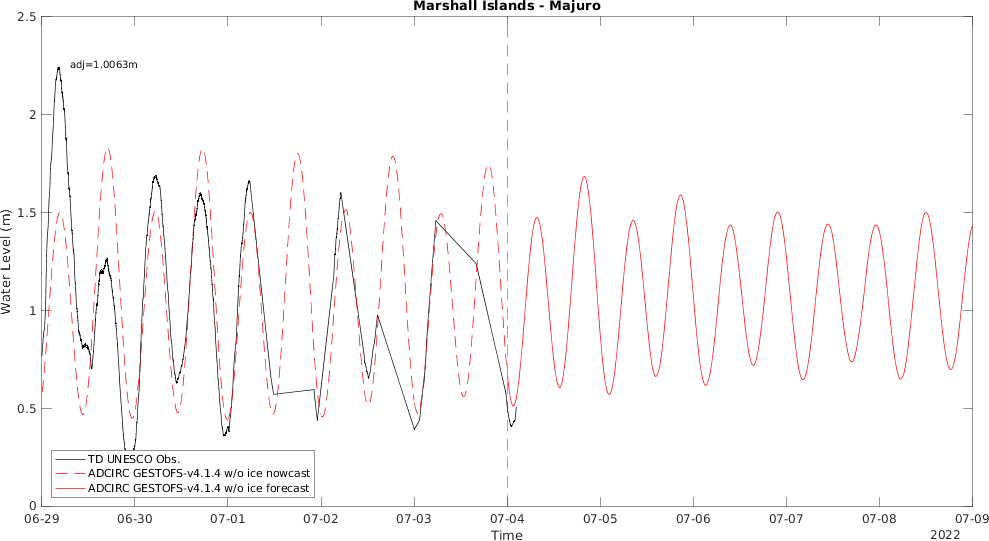 Marshall Islands - Majuro
2.5
adj=1.0063m
2
1.5
Water Level (m)
1
0.5
TD UNESCO Obs.
ADCIRC GESTOFS-v4.1.4 w/o ice nowcast
ADCIRC GESTOFS-v4.1.4 w/o ice forecast
0
06-29 06-30 07-01 07-02 07-03 07-04 07-05 07-06 07-07 07-08 07-09
Time
2022